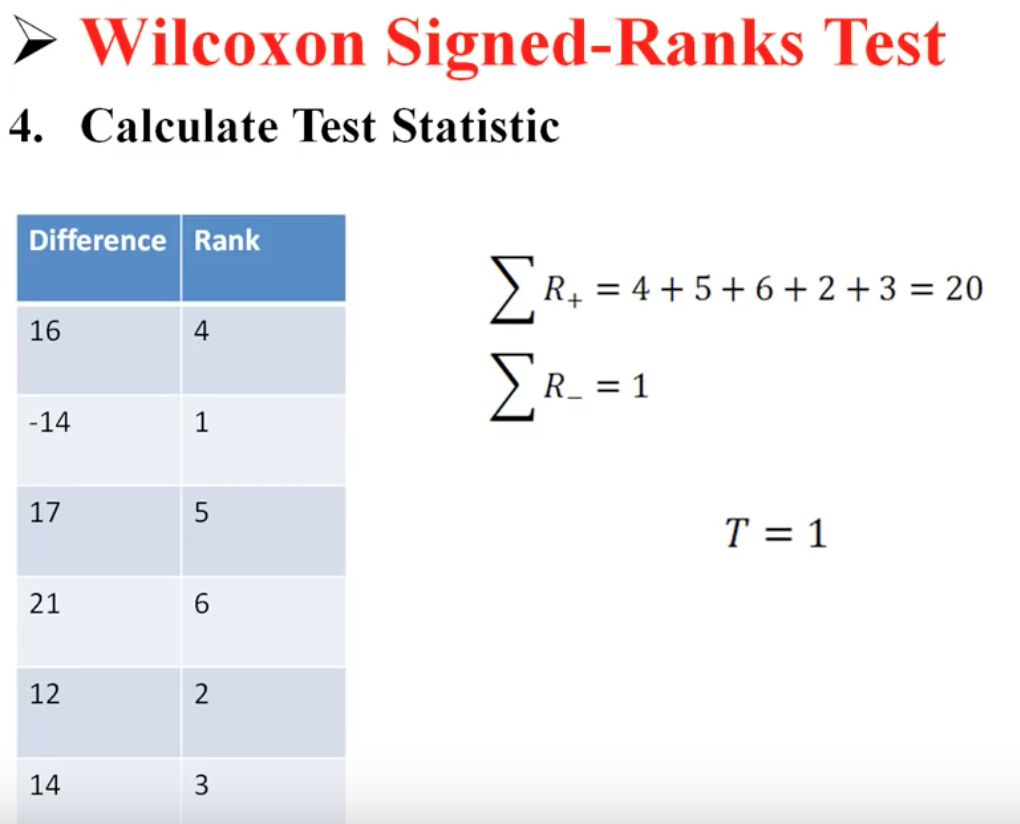 ➢ Wilcoxon Signed-Ranks Test
4. Calculate Test Statistic
Difference Rank
16 4
-14 1
17 5
21 6
12 2
14 3
∑ R₊ = 4 + 5 + 6 + 2 + 3 = 20
∑ R₋ = 1
T = 1